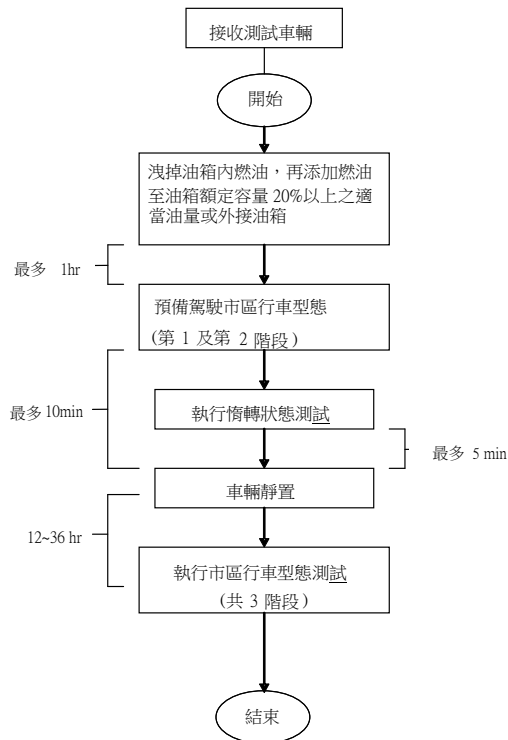 接收測試車輛
開始
洩掉油箱內燃油，再添加燃油
至油箱額定容量 20%以上之適
當油量或外接油箱
最多 1hr
預備駕駛市區行車型態
(第 1 及第 2 階段)
最多 10min
執行惰轉狀態測試
最多 5 min
車輛靜置
12~36 hr
執行市區行車型態測試
(共 3 階段)
結束